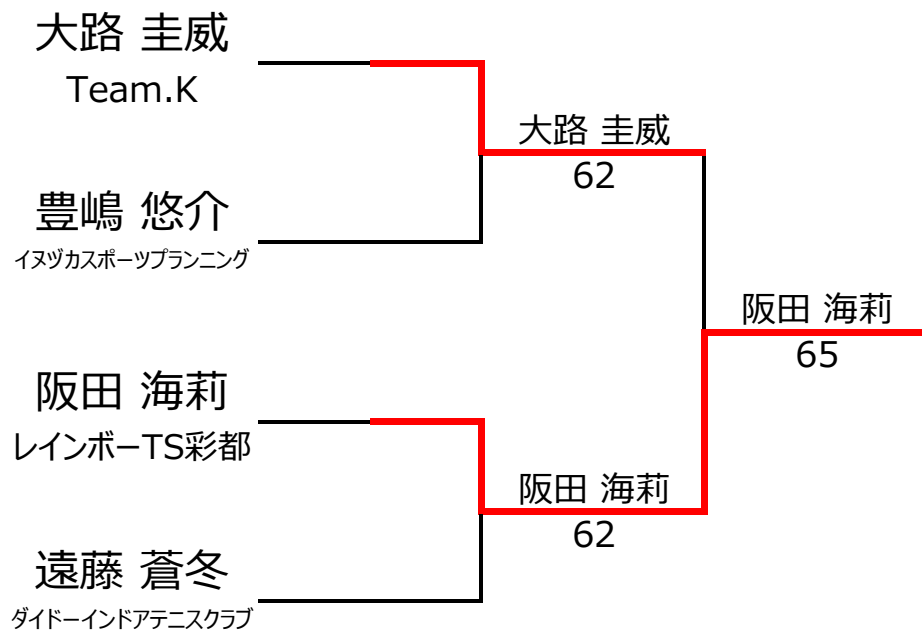 大路 圭威
Team.K
豊嶋 悠介
イヌヅカスポーツプランニング
阪田 海莉
レインボーTS彩都
遠藤 蒼冬
ダイドーインドアテニスクラブ
大路 圭威
62
阪田 海莉
62
阪田 海莉
65